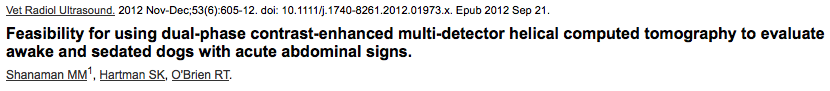 Vet Radiol Ultrasound. 2012 Nov-Dec;53(6):605-12. doi: 10.1111/j.1740-8261.2012.01973.x. Epub 2012 Sep 21.
Feasibility for using dual-phase contrast-enhanced multi-detector helical computed tomography to evaluate
awake and sedated dogs with acute abdominal signs.
Shanaman MM1, Hartman SK, O'Brien RT.